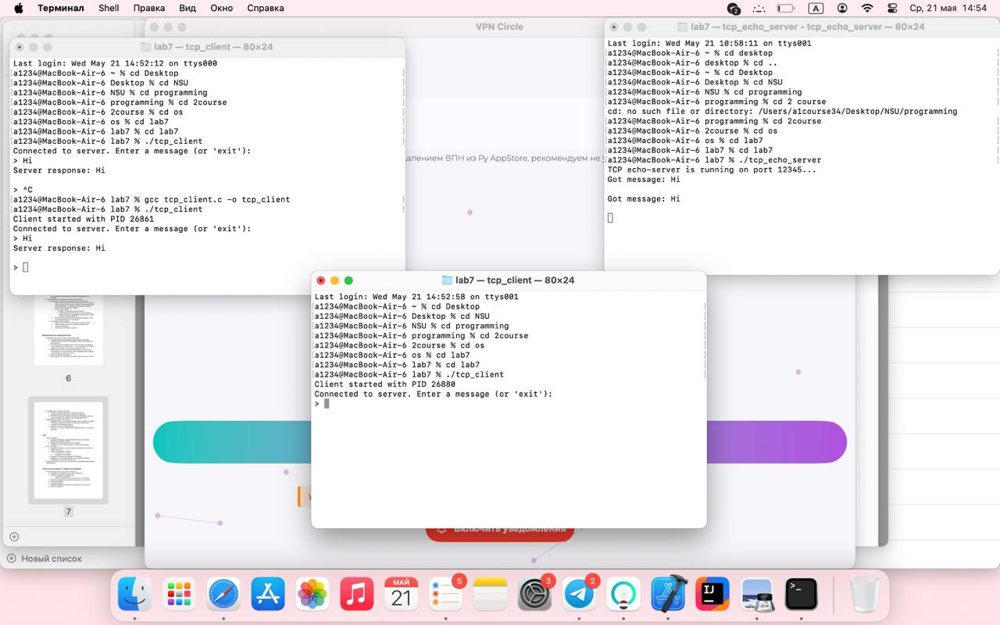 Терминал Shell Правка Вид Окно Справка
2 A Ср, 21 мая 14:54
VPN Circle
lab7 — tcp_client — 80×24
Last login: Wed May 21 14:52:12 on ttys000
[a1234@MacBook-Air-6 ~ % cd Desktop ]
[a1234@MacBook-Air-6 Desktop % cd NSU ]
[a1234@MacBook-Air-6 NSU % cd programming ]
[a1234@MacBook-Air-6 programming % cd 2course ]
[a1234@MacBook-Air-6 2course % cd os ]
[a1234@MacBook-Air-6 os % cd lab7 ]
[a1234@MacBook-Air-6 lab7 % cd lab7 ]
[a1234@MacBook-Air-6 lab7 % ./tcp_client ]
Connected to server. Enter a message (or 'exit'):
> Hi
Server response: Hi
> ^C
[a1234@MacBook-Air-6 lab7 % gcc tcp_client.c -o tcp_client ]
[a1234@MacBook-Air-6 lab7 % ./tcp_client ]
Client started with PID 26861
Connected to server. Enter a message (or 'exit'):
> Hi
Server response: Hi
>
lab7 — tcp_echo_server • tcp_echo_server — 80×24
Last login: Wed May 21 10:58:11 on ttys001
[a1234@MacBook-Air-6 ~ % cd desktop ]
[a1234@MacBook-Air-6 desktop % cd .. ]
[a1234@MacBook-Air-6 ~ % cd Desktop ]
[a1234@MacBook-Air-6 Desktop % cd NSU ]
[a1234@MacBook-Air-6 NSU % cd programming ]
[a1234@MacBook-Air-6 programming % cd 2 course ]
cd: no such file or directory: /Users/a1course34/Desktop/NSU/programming
[a1234@MacBook-Air-6 programming % cd 2course ]
[a1234@MacBook-Air-6 2course % cd os ]
[a1234@MacBook-Air-6 os % cd lab7 ]
[a1234@MacBook-Air-6 lab7 % cd lab7 ]
[a1234@MacBook-Air-6 lab7 % ./tcp_echo_server ]
TCP echo-server is running on port 12345...
Got message: Hi
Got message: Hi
далением ВПН из Ру AppStore, рекомендуем не у
lab7 — tcp_client — 80×24
Last login: Wed May 21 14:52:58 on ttys001
[a1234@MacBook-Air-6 ~ % cd Desktop ]
[a1234@MacBook-Air-6 Desktop % cd NSU ]
[a1234@MacBook-Air-6 NSU % cd programming ]
[a1234@MacBook-Air-6 programming % cd 2course ]
[a1234@MacBook-Air-6 2course % cd os ]
[a1234@MacBook-Air-6 os % cd lab7 ]
[a1234@MacBook-Air-6 lab7 % cd lab7 ]
[a1234@MacBook-Air-6 lab7 % ./tcp_client ]
Client started with PID 26880
Connected to server. Enter a message (or 'exit'):
>
6
7
Включить уведомления
Новый список
МАЙ
21
5
3
2
IJ
>_